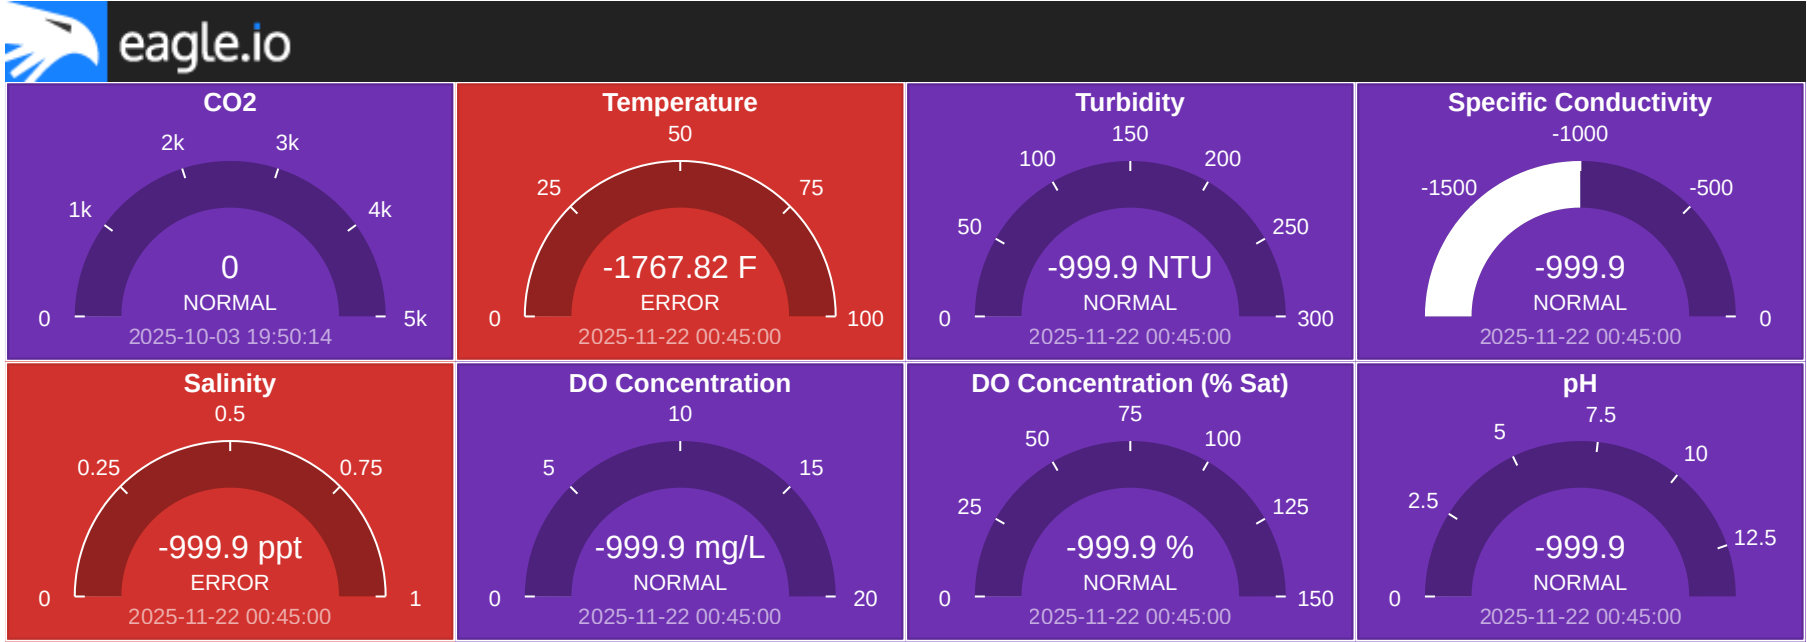 eagle.io
CO2
0
1k
2k
3k
4k
5k
0
NORMAL
2025-10-03 19:50:14
Temperature
0
25
50
75
100
-1767.82 F
ERROR
2025-11-22 00:45:00
Turbidity
0
50
100
150
200
250
300
-999.9 NTU
NORMAL
2025-11-22 00:45:00
Specific Conductivity
-1500
-1000
-500
0
-999.9
NORMAL
2025-11-22 00:45:00
Salinity
0
0.25
0.5
0.75
1
-999.9 ppt
ERROR
2025-11-22 00:45:00
DO Concentration
0
5
10
15
20
-999.9 mg/L
NORMAL
2025-11-22 00:45:00
DO Concentration (% Sat)
0
25
50
75
100
125
150
-999.9 %
NORMAL
2025-11-22 00:45:00
pH
0
2.5
5
7.5
10
12.5
-999.9
NORMAL
2025-11-22 00:45:00